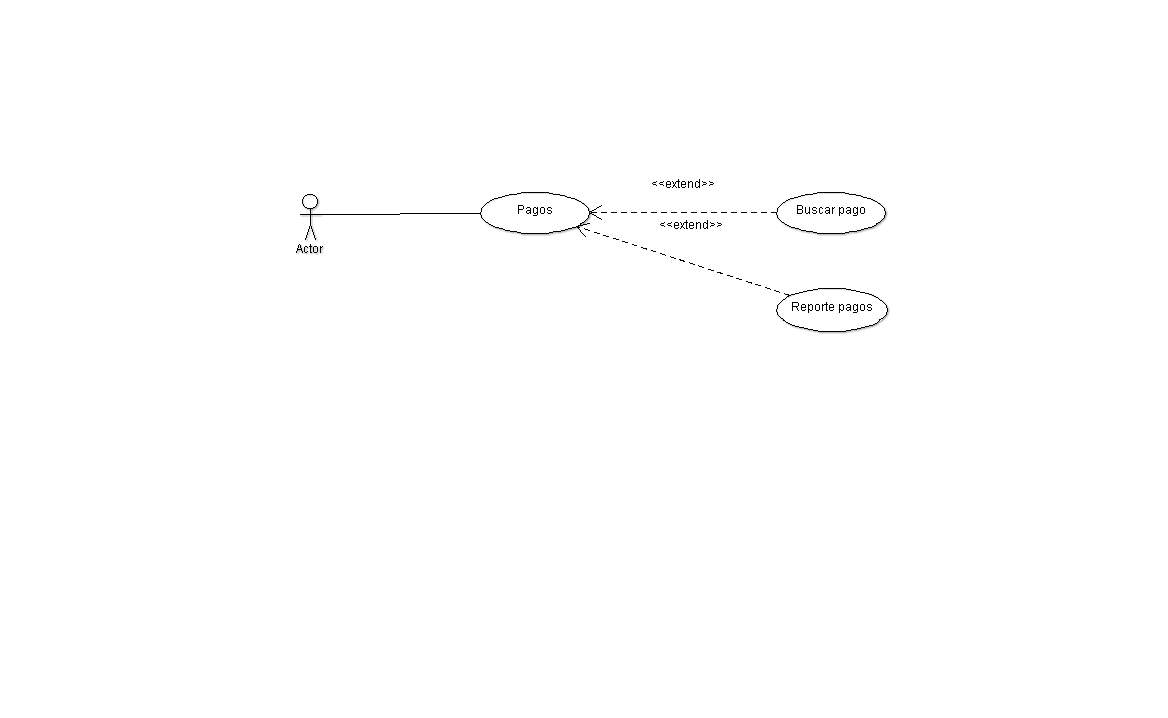 <<extend>>
Pagos
Buscar pago
<<extend>>
Actor
Reporte pagos